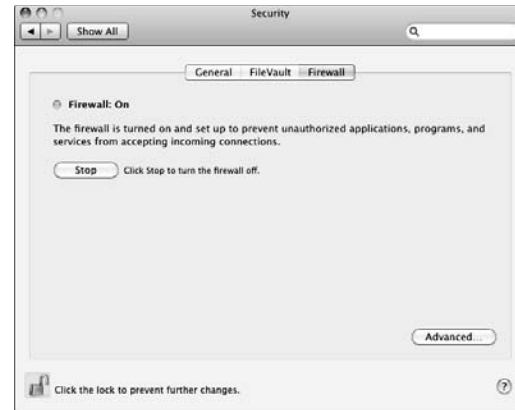 Security
Show All
General FileVault Firewall
Firewall: On
The firewall is turned on and set up to prevent unauthorized applications, programs, and
services from accepting incoming connections.
Stop Click Stop to turn the firewall off.
Advanced...
Click the lock to prevent further changes.
?